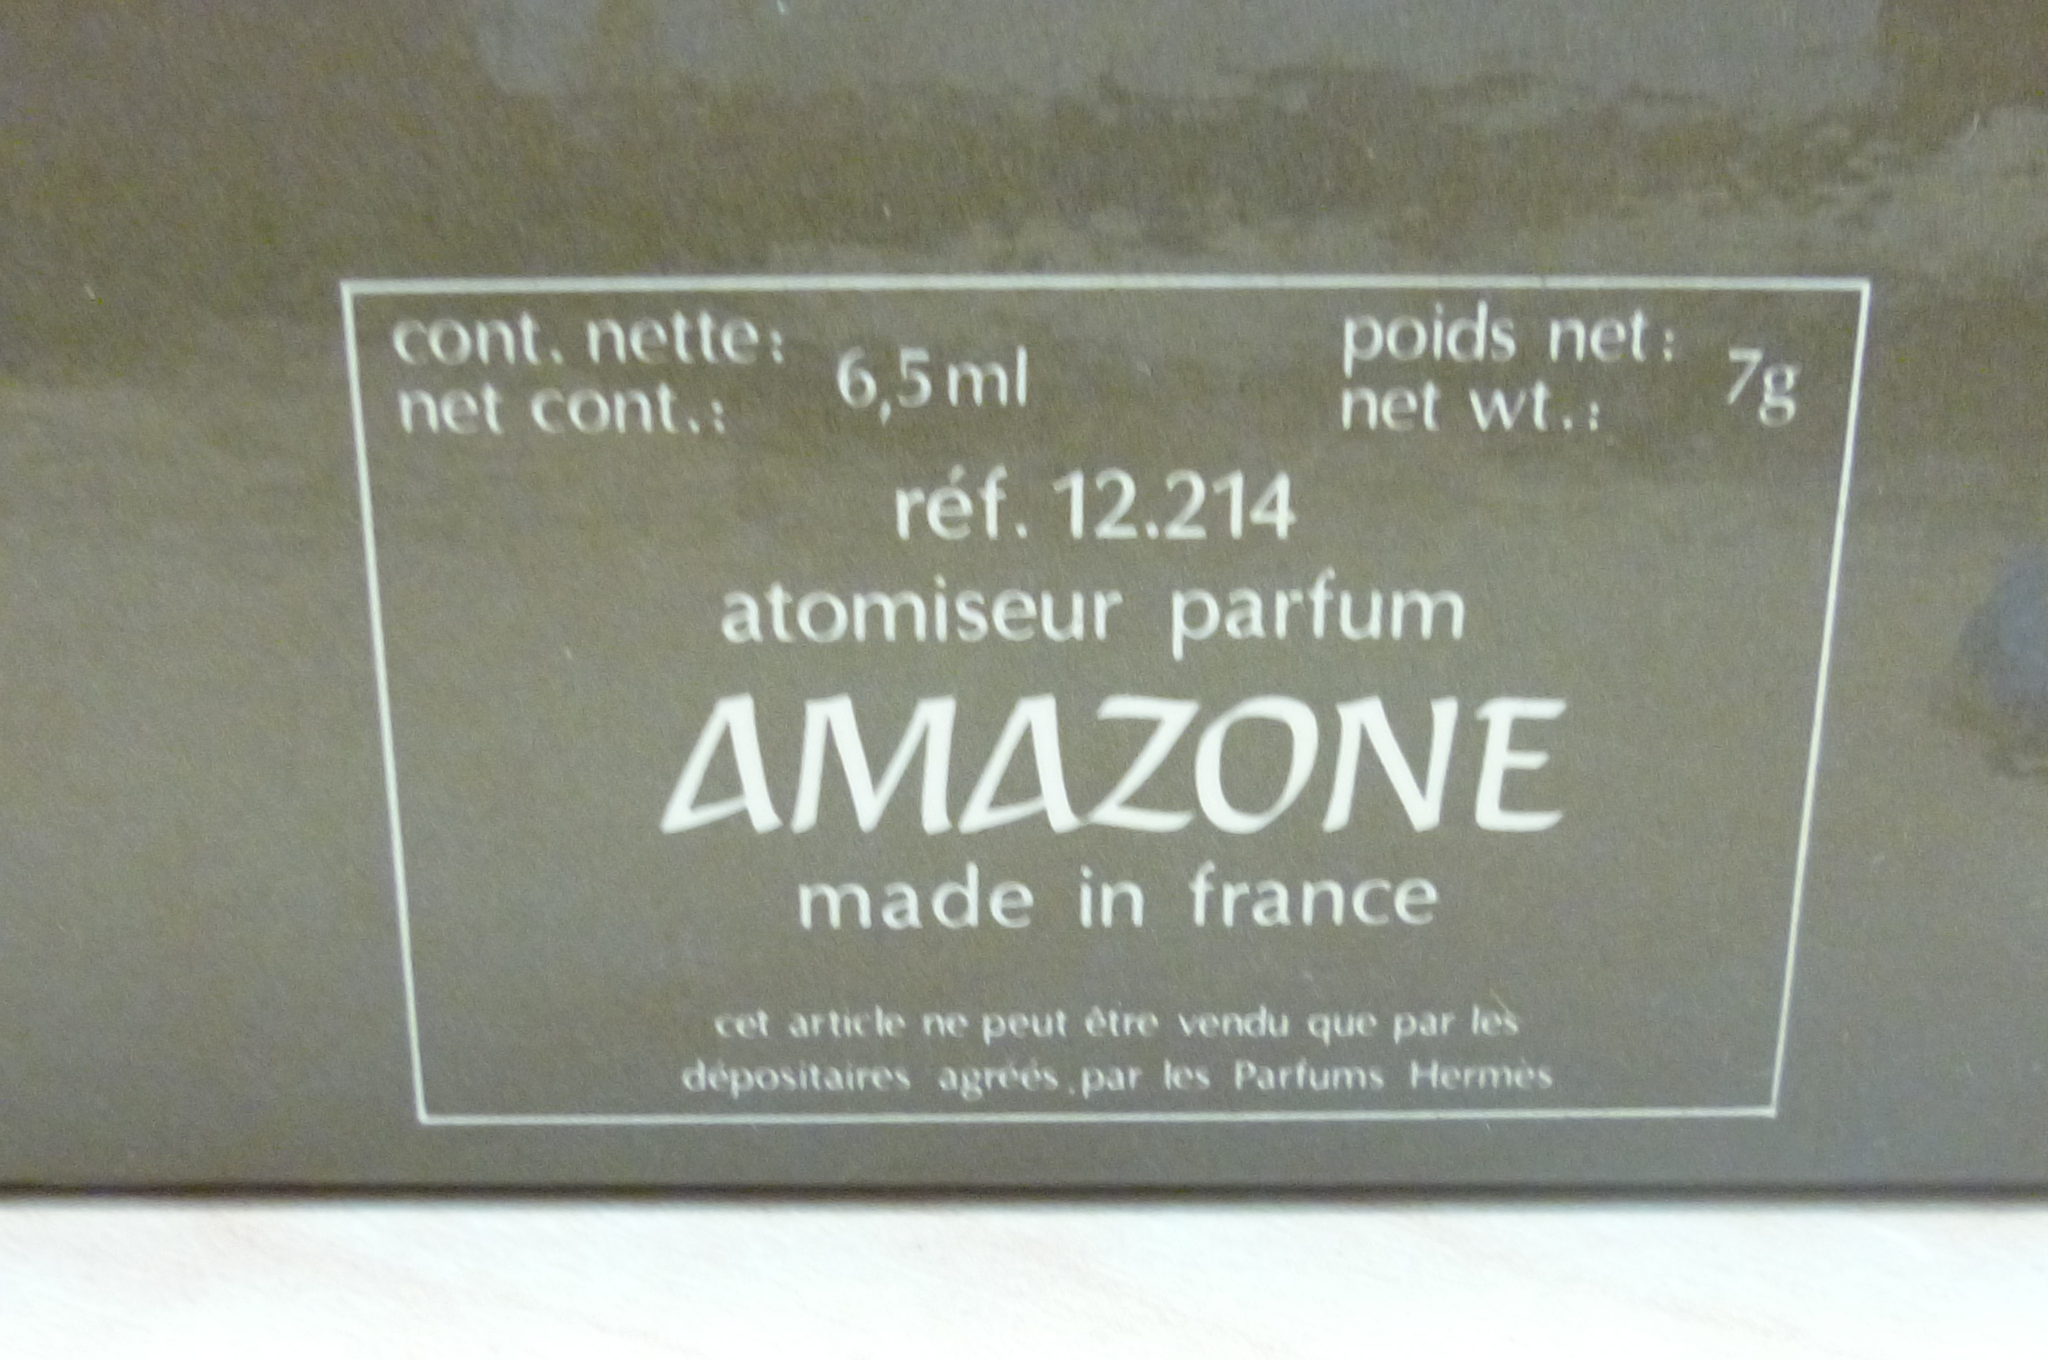 cont. nette:
net cont.: 6,5 ml
poids net:
net wt.: 7g
réf. 12.214
atomiseur parfum
AMAZONE
made in france
cet article ne peut être vendu que par les
dépositaires agréés par les Parfums Hermès